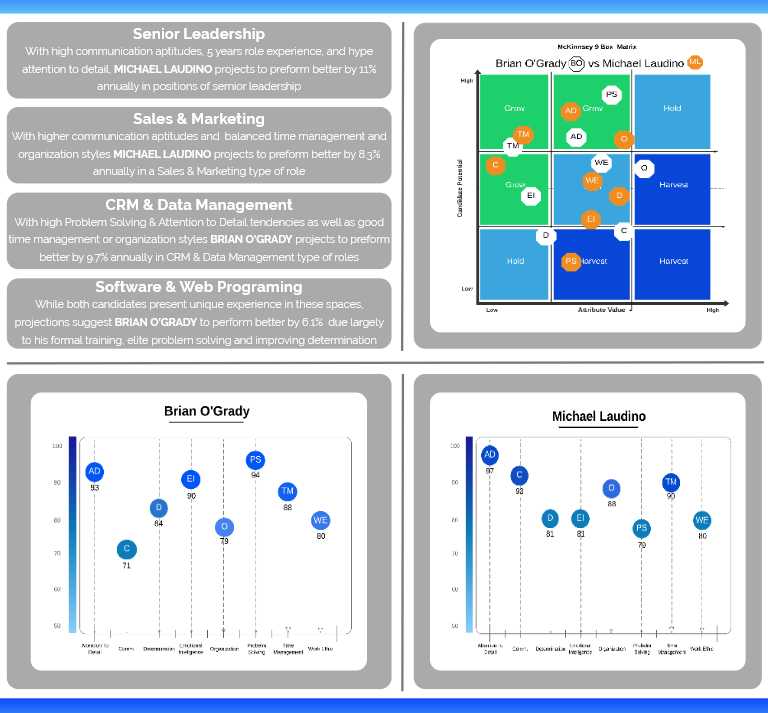 Senior Leadership
With high communication aptitudes, 5 years role experience, and hype
attention to detail, MICHAEL LAUDINO projects to preform better by 11%
annually in positions of sernior leadership
Sales & Marketing
With higher communication aptitudes and balanced time management and
organization styles MICHAEL LAUDINO projects to preform better by 8.3%
annually in a Sales & Marketing type of role
CRM & Data Management
With high Problem Solving & Attention to Detail tendencies as well as good
time management or organization styles BRIAN O'GRADY projects to preform
better by 9.7% annually in CRM & Data Management type of roles
Software & Web Programing
While both candidates present unique experience in these spaces,
projections suggest BRIAN O'GRADY to perform better by 6.1% due largely
to his formal training, elite problem solving and improving determination
McKinnsey 9 Box Matrix
Brian O'Grady BO vs Michael Laudino ML
High
Grow
Grow
Hold
PS
AD
AD
TM
TM
O
C
Grow
EI
WE
WE
D
O
Harvest
EI
D
C
Hold
PS
Harvest
Harvest
Candidate Potential
Low
Low
Attribute Value
High
Brian O'Grady
100
90
80
70
60
50
AD
93
C
71
D
84
EI
90
O
79
PS
94
TM
88
WE
80
Attention To
Detail
Comm.
Determination
Emotional
Intelligence
Organization
Problem
Solving
Time
Management
Work Ethic
Michael Laudino
100
90
80
70
60
50
AD
97
C
93
D
81
EI
81
O
88
PS
79
TM
90
WE
80
Attention To
Detail
Comm.
Determination
Emotional
Intelligence
Organization
Problem
Solving
Time
Management
Work Ethic